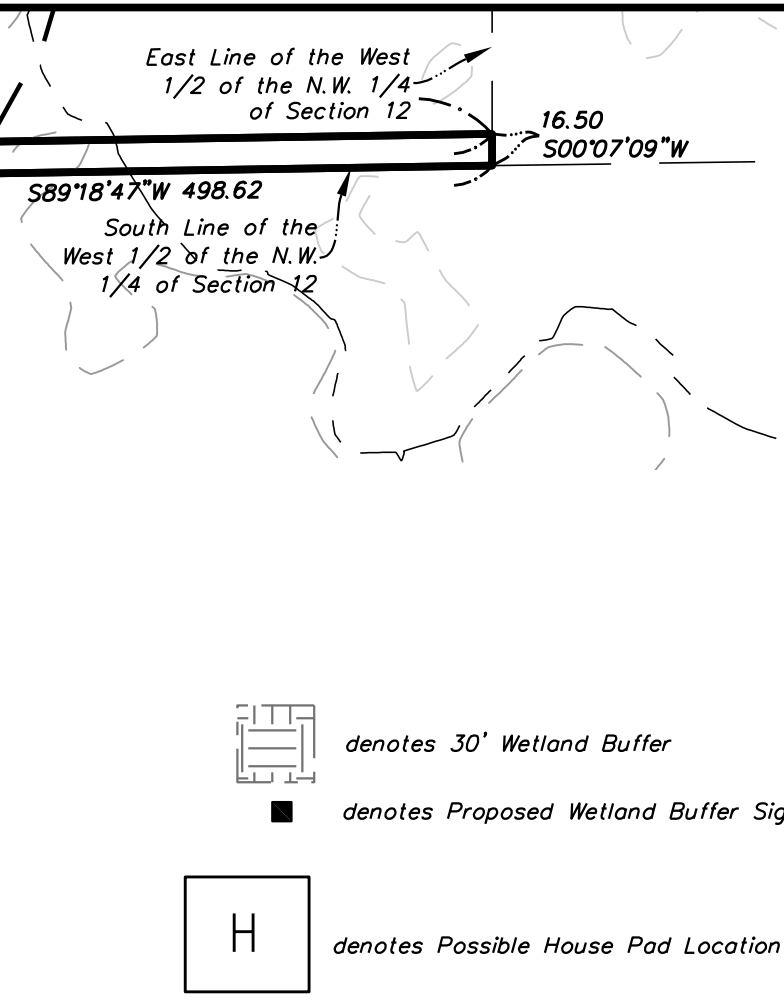 East Line of the West
1/2 of the N.W. 1/4
of Section 12
16.50
S00°07'09"W
S89°18'47"W 498.62
South Line of the
West 1/2 of the N.W.
1/4 of Section 12
denotes 30' Wetland Buffer
denotes Proposed Wetland Buffer Sig
H
denotes Possible House Pad Location